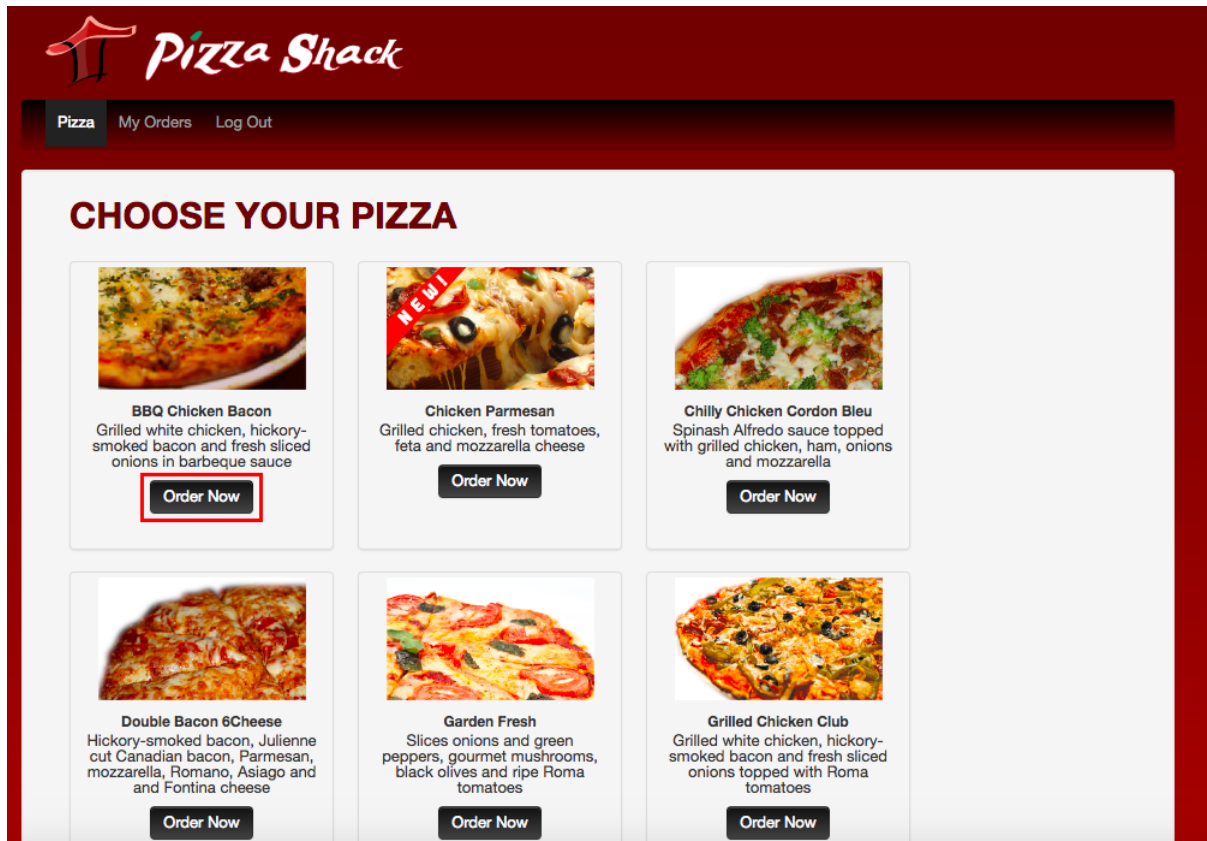 Pizza Shack
Pizza My Orders Log Out
CHOOSE YOUR PIZZA
BBQ Chicken Bacon
Grilled white chicken, hickory-
smoked bacon and fresh sliced
onions in barbeque sauce
Order Now
NEW!
Chicken Parmesan
Grilled chicken, fresh tomatoes,
feta and mozzarella cheese
Order Now
Chilly Chicken Cordon Bleu
Spinash Alfredo sauce topped
with grilled chicken, ham, onions
and mozzarella
Order Now
Double Bacon 6Cheese
Hickory-smoked bacon, Julienne
cut Canadian bacon, Parmesan,
mozzarella, Romano, Asiago and
and Fontina cheese
Order Now
Garden Fresh
Slices onions and green
peppers, gourmet mushrooms,
black olives and ripe Roma
tomatoes
Order Now
Grilled Chicken Club
Grilled white chicken, hickory-
smoked bacon and fresh sliced
onions topped with Roma
tomatoes
Order Now